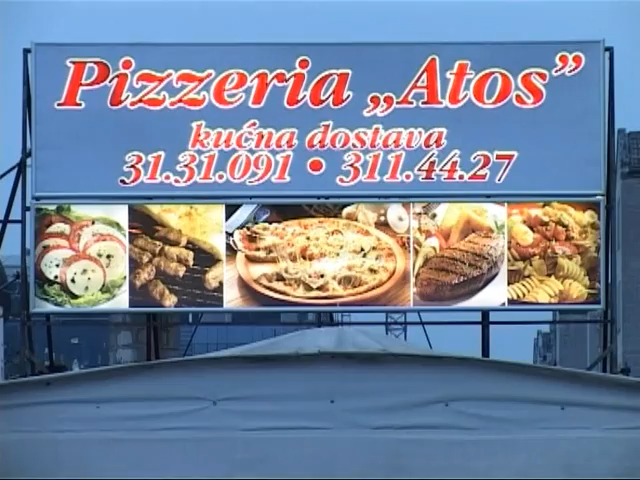 Pizzeria „Atos”
kućna dostava
31.31.091 • 311.44.27